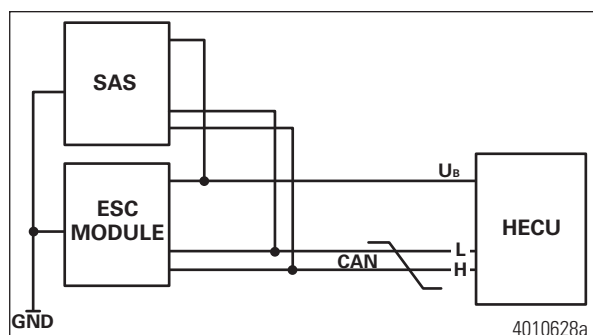 SAS
ESC
MODULE
UB
HECU
L
CAN
H
GND
4010628a